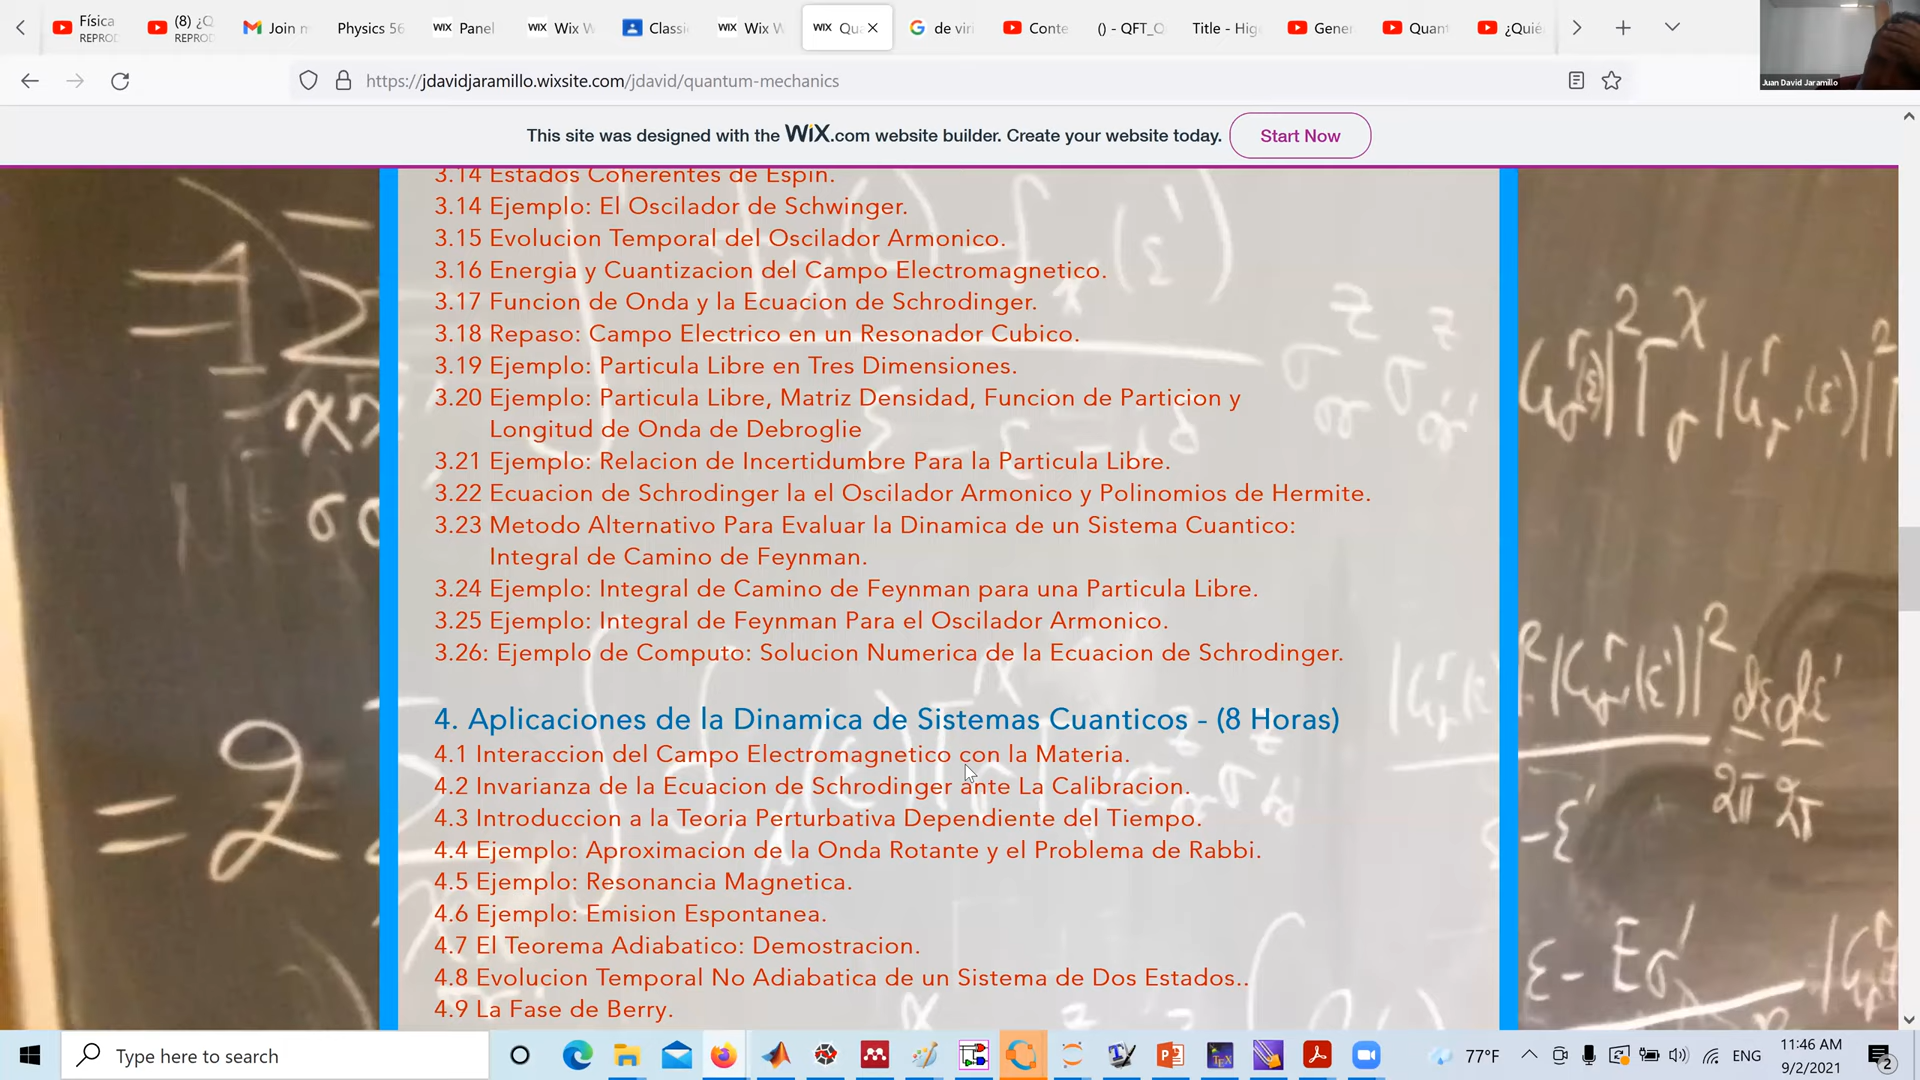 Física
REPROD
(8) ¿Q
REPROD
Join m
Physics 56
WiX Panel
WiX Wix W
Classi
WiX Wix W
WiX Qua
de viri
Conte
() - QFT_Q
Title - Hig
Gener
Quant
¿Quié
Juan David Jaramillo
https://jdavidjaramillo.wixsite.com/jdavid/quantum-mechanics
This site was designed with the WiX.com website builder. Create your website today.
Start Now
3.14 Estados Coherentes de Espin.
3.14 Ejemplo: El Oscilador de Schwinger.
3.15 Evolucion Temporal del Oscilador Armonico.
3.16 Energia y Cuantizacion del Campo Electromagnetico.
3.17 Funcion de Onda y la Ecuacion de Schrodinger.
3.18 Repaso: Campo Electrico en un Resonador Cubico.
3.19 Ejemplo: Particula Libre en Tres Dimensiones.
3.20 Ejemplo: Particula Libre, Matriz Densidad, Funcion de Particion y
Longitud de Onda de Debroglie
3.21 Ejemplo: Relacion de Incertidumbre Para la Particula Libre.
3.22 Ecuacion de Schrodinger la el Oscilador Armonico y Polinomios de Hermite.
3.23 Metodo Alternativo Para Evaluar la Dinamica de un Sistema Cuantico:
Integral de Camino de Feynman.
3.24 Ejemplo: Integral de Camino de Feynman para una Particula Libre.
3.25 Ejemplo: Integral de Feynman Para el Oscilador Armonico.
3.26: Ejemplo de Computo: Solucion Numerica de la Ecuacion de Schrodinger.
4. Aplicaciones de la Dinamica de Sistemas Cuanticos - (8 Horas)
4.1 Interaccion del Campo Electromagnetico con la Materia.
4.2 Invarianza de la Ecuacion de Schrodinger ante La Calibracion.
4.3 Introduccion a la Teoria Perturbativa Dependiente del Tiempo.
4.4 Ejemplo: Aproximacion de la Onda Rotante y el Problema de Rabbi.
4.5 Ejemplo: Resonancia Magnetica.
4.6 Ejemplo: Emision Espontanea.
4.7 El Teorema Adiabatico: Demostracion.
4.8 Evolucion Temporal No Adiabatica de un Sistema de Dos Estados..
4.9 La Fase de Berry.
Type here to search
77°F
ENG
11:46 AM
9/2/2021
2